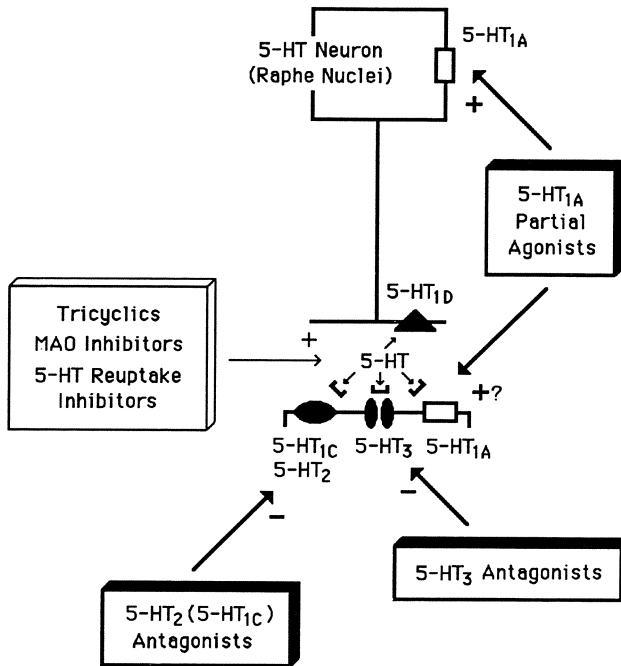 5-HT Neuron
(Raphe Nuclei)
5-HT1A
+
5-HT1A
Partial
Agonists
5-HT1D
Tricyclics
MAO Inhibitors
5-HT Reuptake
Inhibitors
+
5-HT
+?
5-HT1C
5-HT2
5-HT3
5-HT1A
−
−
5-HT3 Antagonists
5-HT2 (5-HT1C)
Antagonists